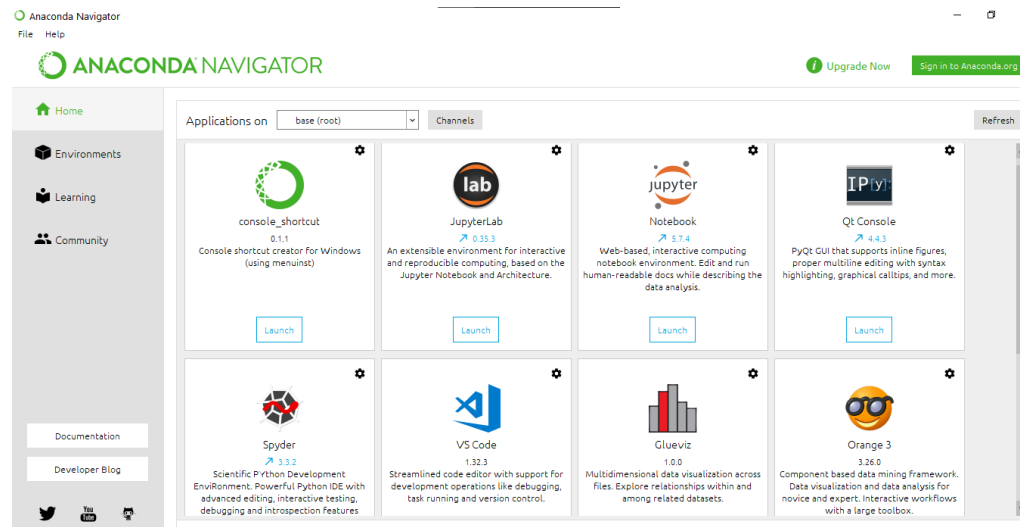 Anaconda Navigator
File Help
ANACONDA NAVIGATOR
i Upgrade Now
Sign in to Anaconda.org
Home
Environments
Learning
Community
Documentation
Developer Blog
You
Tube
Applications on base (root) Channels Refresh
console_shortcut
0.1.1
Console shortcut creator for Windows
(using menuinst)
Launch
lab
JupyterLab
0.35.3
An extensible environment for interactive
and reproducible computing, based on the
Jupyter Notebook and Architecture.
Launch
jupyter
Notebook
5.7.4
Web-based, interactive computing
notebook environment. Edit and run
human-readable docs while describing the
data analysis.
Launch
IP[y]:
Qt Console
4.4.3
PyQt GUI that supports inline figures,
proper multiline editing with syntax
highlighting, graphical calltips, and more.
Launch
Spyder
3.3.2
Scientific PYthon Development
EnviRonment. Powerful Python IDE with
advanced editing, interactive testing,
debugging and introspection features
VS Code
1.32.3
Streamlined code editor with support for
development operations like debugging,
task running and version control.
Glueviz
1.0.0
Multidimensional data visualization across
files. Explore relationships within and
among related datasets.
Orange 3
3.26.0
Component based data mining framework.
Data visualization and data analysis for
novice and expert. Interactive workflows
with a large toolbox.